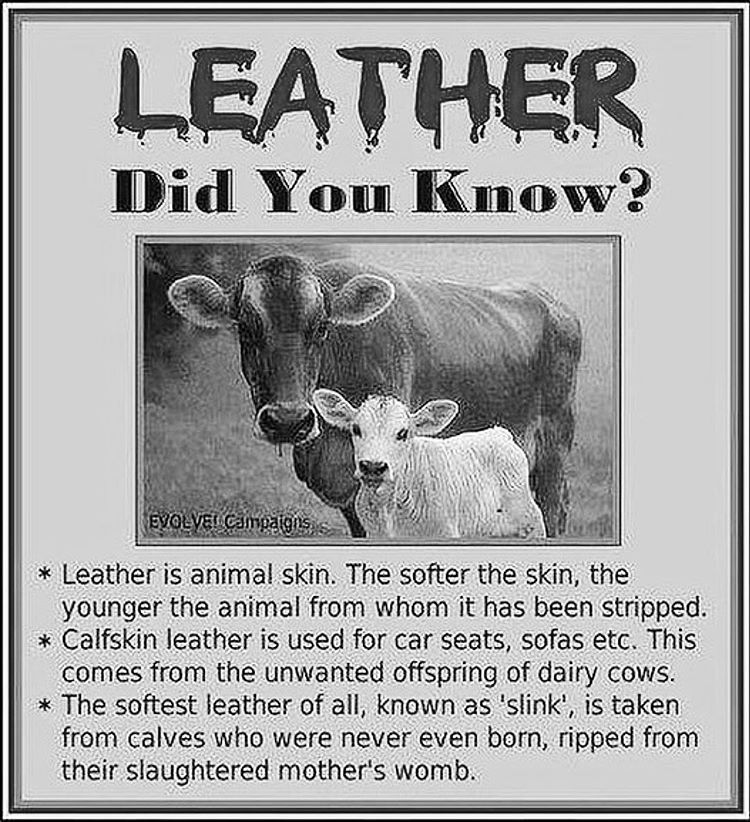 LEATHER
Did You Know?
EVOLVE! Campaigns
* Leather is animal skin. The softer the skin, the
younger the animal from whom it has been stripped.
* Calfskin leather is used for car seats, sofas etc. This
comes from the unwanted offspring of dairy cows.
* The softest leather of all, known as 'slink', is taken
from calves who were never even born, ripped from
their slaughtered mother's womb.